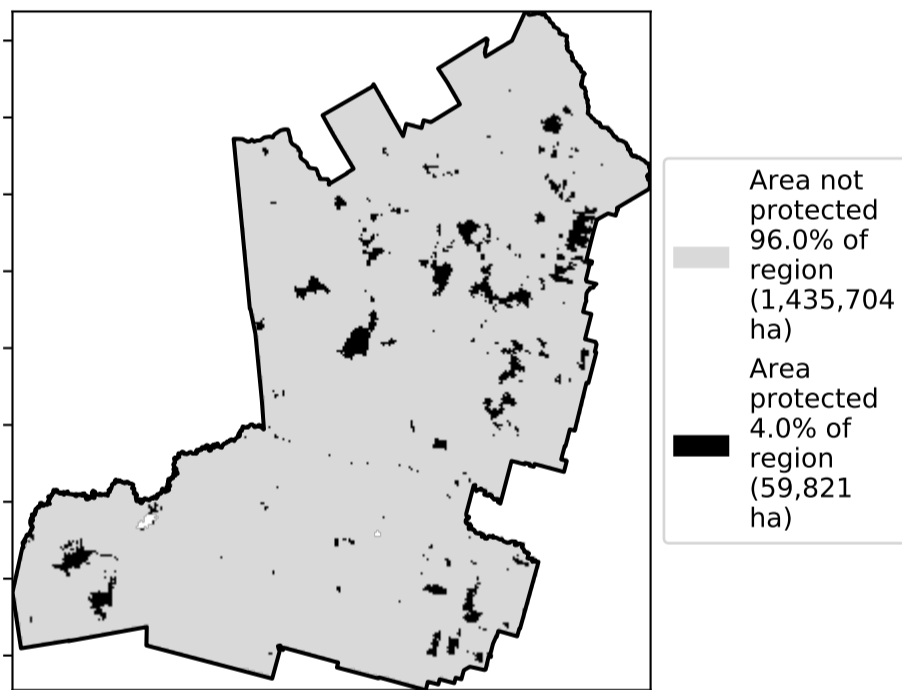 Area not
protected
96.0% of
region
(1,435,704
ha)
Area
protected
4.0% of
region
(59,821
ha)